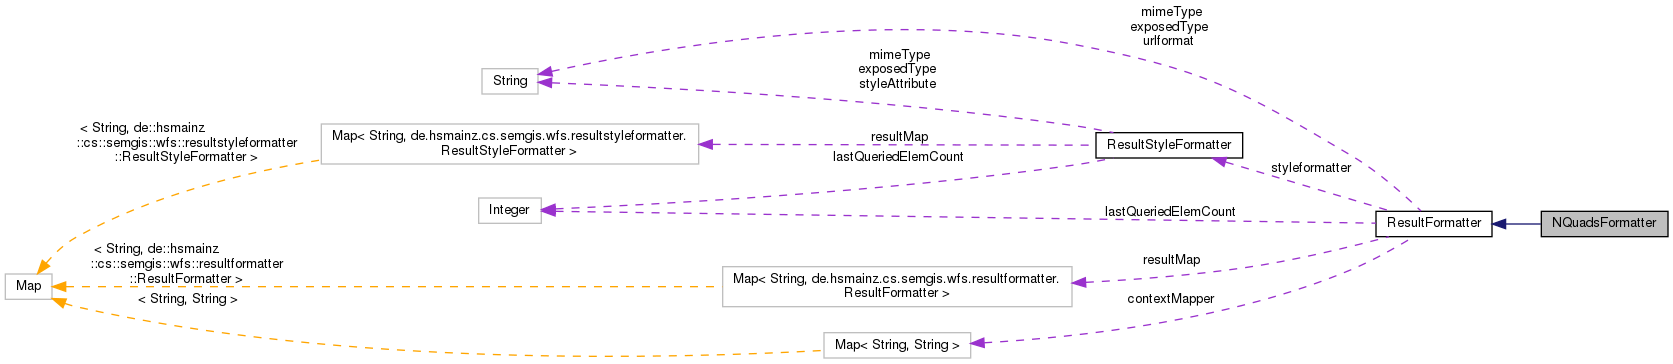 mimeType
exposedType
urlformat
String
mimeType
exposedType
styleAttribute
< String, de::hsmainz
::cs::semgis::wfs::resultstyleformatter
::ResultStyleFormatter >
Map< String, de.hsmainz.cs.semgis.wfs.resultstyleformatter.
ResultStyleFormatter >
resultMap
ResultStyleFormatter
lastQueriedElemCount
styleformatter
Integer
lastQueriedElemCount
ResultFormatter
NQuadsFormatter
< String, de::hsmainz
::cs::semgis::wfs::resultformatter
::ResultFormatter >
Map
Map< String, de.hsmainz.cs.semgis.wfs.resultformatter.
ResultFormatter >
resultMap
< String, String >
contextMapper
Map< String, String >